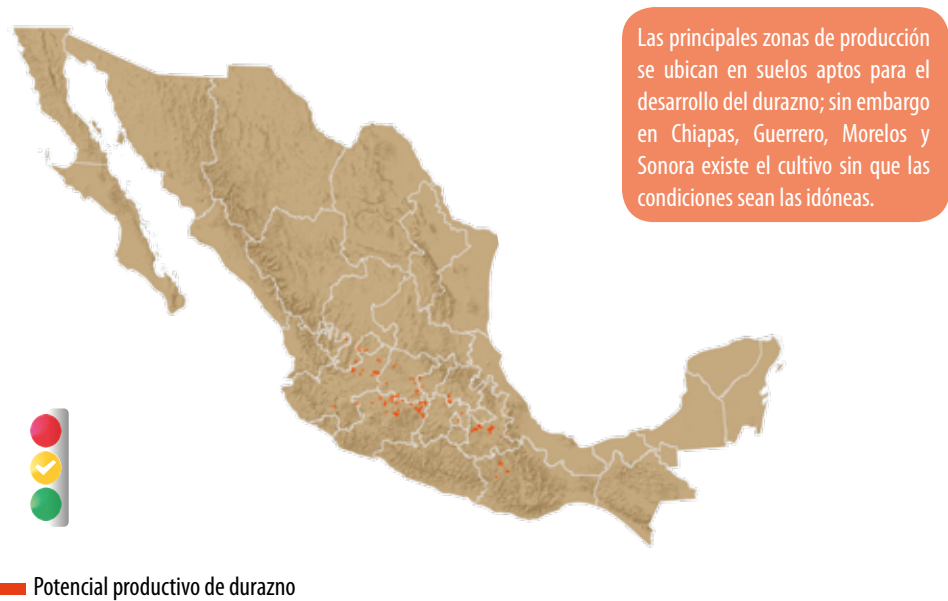 Las principales zonas de producción
se ubican en suelos aptos para el
desarrollo del durazno; sin embargo
en Chiapas, Guerrero, Morelos y
Sonora existe el cultivo sin que las
condiciones sean las idóneas.
Potencial productivo de durazno